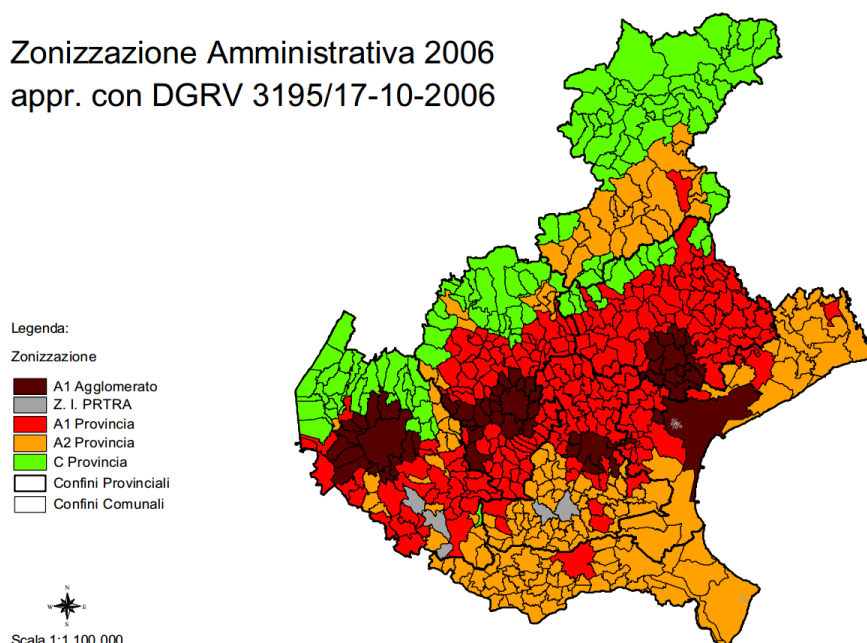 Zonizzazione Amministrativa 2006
appr. con DGRV 3195/17-10-2006
Legenda:
Zonizzazione
A1 Agglomerato
Z. I. PRTRA
A1 Provincia
A2 Provincia
C Provincia
Confini Provinciali
Confini Comunali
N
W E
S
Scala 1:1.100.000